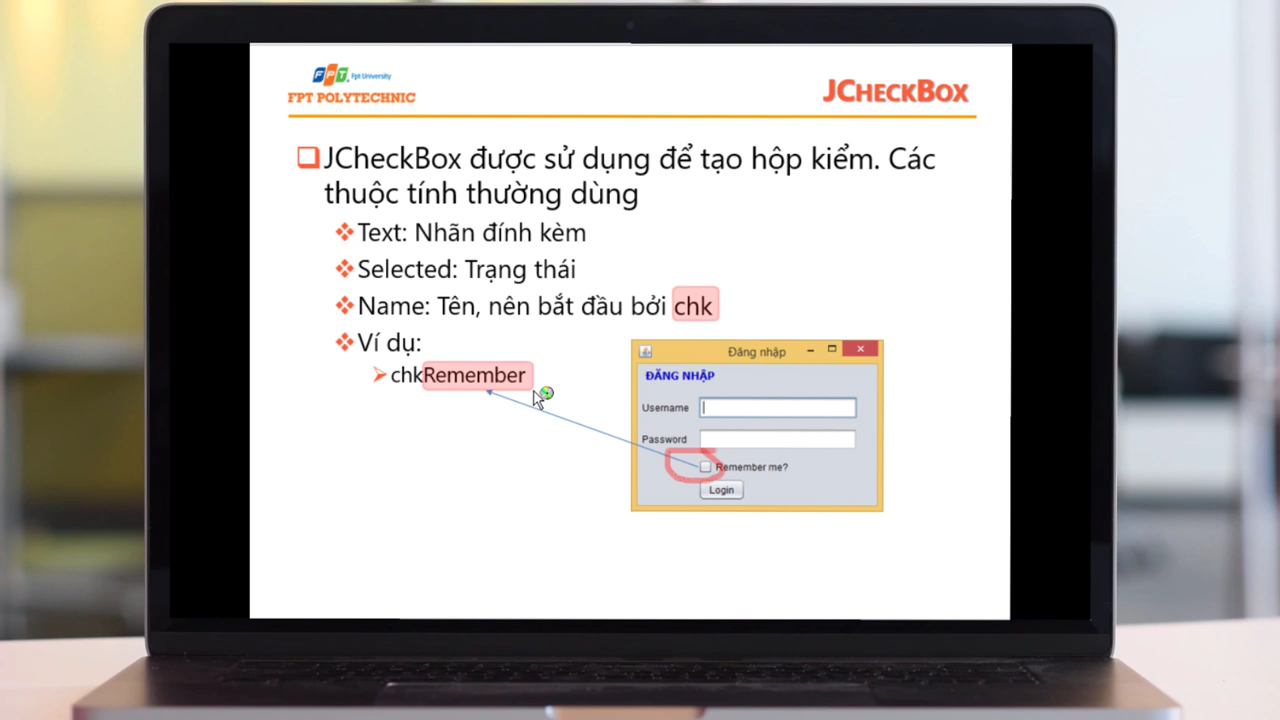 FPT Fpt University
FPT POLYTECHNIC
JCHECKBOX
JCheckBox được sử dụng để tạo hộp kiểm. Các
thuộc tính thường dùng
Text: Nhãn đính kèm
Selected: Trạng thái
Name: Tên, nên bắt đầu bởi chk
Ví dụ:
chkRemember
Đăng nhập
ĐĂNG NHẬP
Username
Password
Remember me?
Login